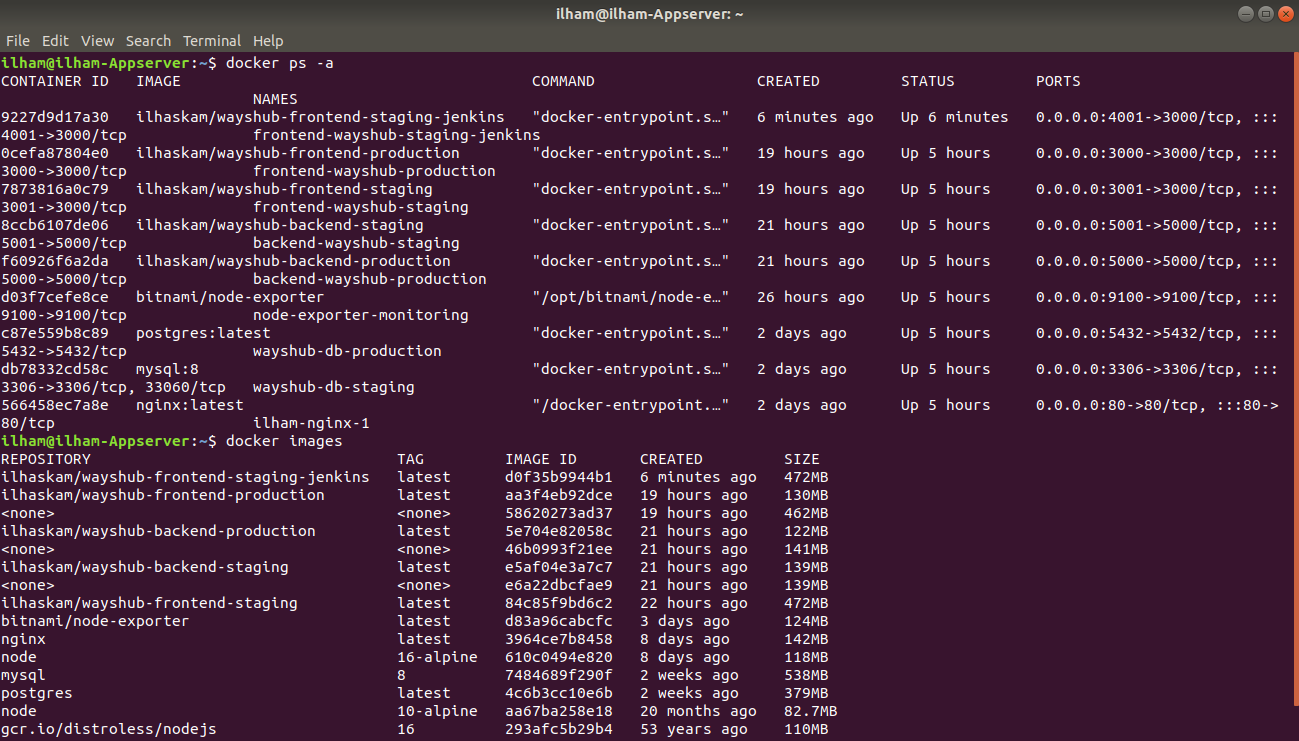 ilham@ilham-Appserver: ~
File Edit View Search Terminal Help
ilham@ilham-Appserver:~$ docker ps -a
CONTAINER ID   IMAGE                                       COMMAND                  CREATED         STATUS         PORTS
                            NAMES
9227d9d17a30   ilhaskam/wayshub-frontend-staging-jenkins   "docker-entrypoint.s…"   6 minutes ago   Up 6 minutes   0.0.0.0:4001->3000/tcp, :::
4001->3000/tcp              frontend-wayshub-staging-jenkins
0cefa87804e0   ilhaskam/wayshub-frontend-production        "docker-entrypoint.s…"   19 hours ago    Up 5 hours     0.0.0.0:3000->3000/tcp, :::
3000->3000/tcp              frontend-wayshub-production
7873816a0c79   ilhaskam/wayshub-frontend-staging           "docker-entrypoint.s…"   19 hours ago    Up 5 hours     0.0.0.0:3001->3000/tcp, :::
3001->3000/tcp              frontend-wayshub-staging
8ccb6107de06   ilhaskam/wayshub-backend-staging            "docker-entrypoint.s…"   21 hours ago    Up 5 hours     0.0.0.0:5001->5000/tcp, :::
5001->5000/tcp              backend-wayshub-staging
f60926f6a2da   ilhaskam/wayshub-backend-production         "docker-entrypoint.s…"   21 hours ago    Up 5 hours     0.0.0.0:5000->5000/tcp, :::
5000->5000/tcp              backend-wayshub-production
d03f7cefe8ce   bitnami/node-exporter                       "/opt/bitnami/node-e…"   26 hours ago    Up 5 hours     0.0.0.0:9100->9100/tcp, :::
9100->9100/tcp              node-exporter-monitoring
c87e559b8c89   postgres:latest                             "docker-entrypoint.s…"   2 days ago      Up 5 hours     0.0.0.0:5432->5432/tcp, :::
5432->5432/tcp              wayshub-db-production
db78332cd58c   mysql:8                                     "docker-entrypoint.s…"   2 days ago      Up 5 hours     0.0.0.0:3306->3306/tcp, :::
3306->3306/tcp, 33060/tcp   wayshub-db-staging
566458ec7a8e   nginx:latest                                "/docker-entrypoint.…"   2 days ago      Up 5 hours     0.0.0.0:80->80/tcp, :::80->
80/tcp                      ilham-nginx-1
ilham@ilham-Appserver:~$ docker images
REPOSITORY                                  TAG         IMAGE ID       CREATED         SIZE
ilhaskam/wayshub-frontend-staging-jenkins   latest      d0f35b9944b1   6 minutes ago   472MB
ilhaskam/wayshub-frontend-production        latest      aa3f4eb92dce   19 hours ago    130MB
<none>                                      <none>      58620273ad37   19 hours ago    462MB
ilhaskam/wayshub-backend-production         latest      5e704e82058c   21 hours ago    122MB
<none>                                      <none>      46b0993f21ee   21 hours ago    141MB
ilhaskam/wayshub-backend-staging            latest      e5af04e3a7c7   21 hours ago    139MB
<none>                                      <none>      e6a22dbcfae9   21 hours ago    139MB
ilhaskam/wayshub-frontend-staging           latest      84c85f9bd6c2   22 hours ago    472MB
bitnami/node-exporter                       latest      d83a96cabcfc   3 days ago      124MB
nginx                                       latest      3964ce7b8458   8 days ago      142MB
node                                        16-alpine   610c0494e820   8 days ago      118MB
mysql                                       8           7484689f290f   2 weeks ago     538MB
postgres                                    latest      4c6b3cc10e6b   2 weeks ago     379MB
node                                        10-alpine   aa67ba258e18   20 months ago   82.7MB
gcr.io/distroless/nodejs                    16          293afc5b29b4   53 years ago    110MB